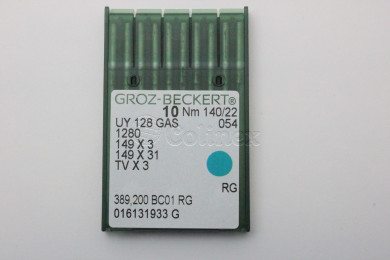 GROZ-BECKERT®
10 Nm 140/22
UY 128 GAS 054
1280
149 X 3
149 X 31
TV X 3
RG
389,200 BC01 RG
016131933 G
Colimex